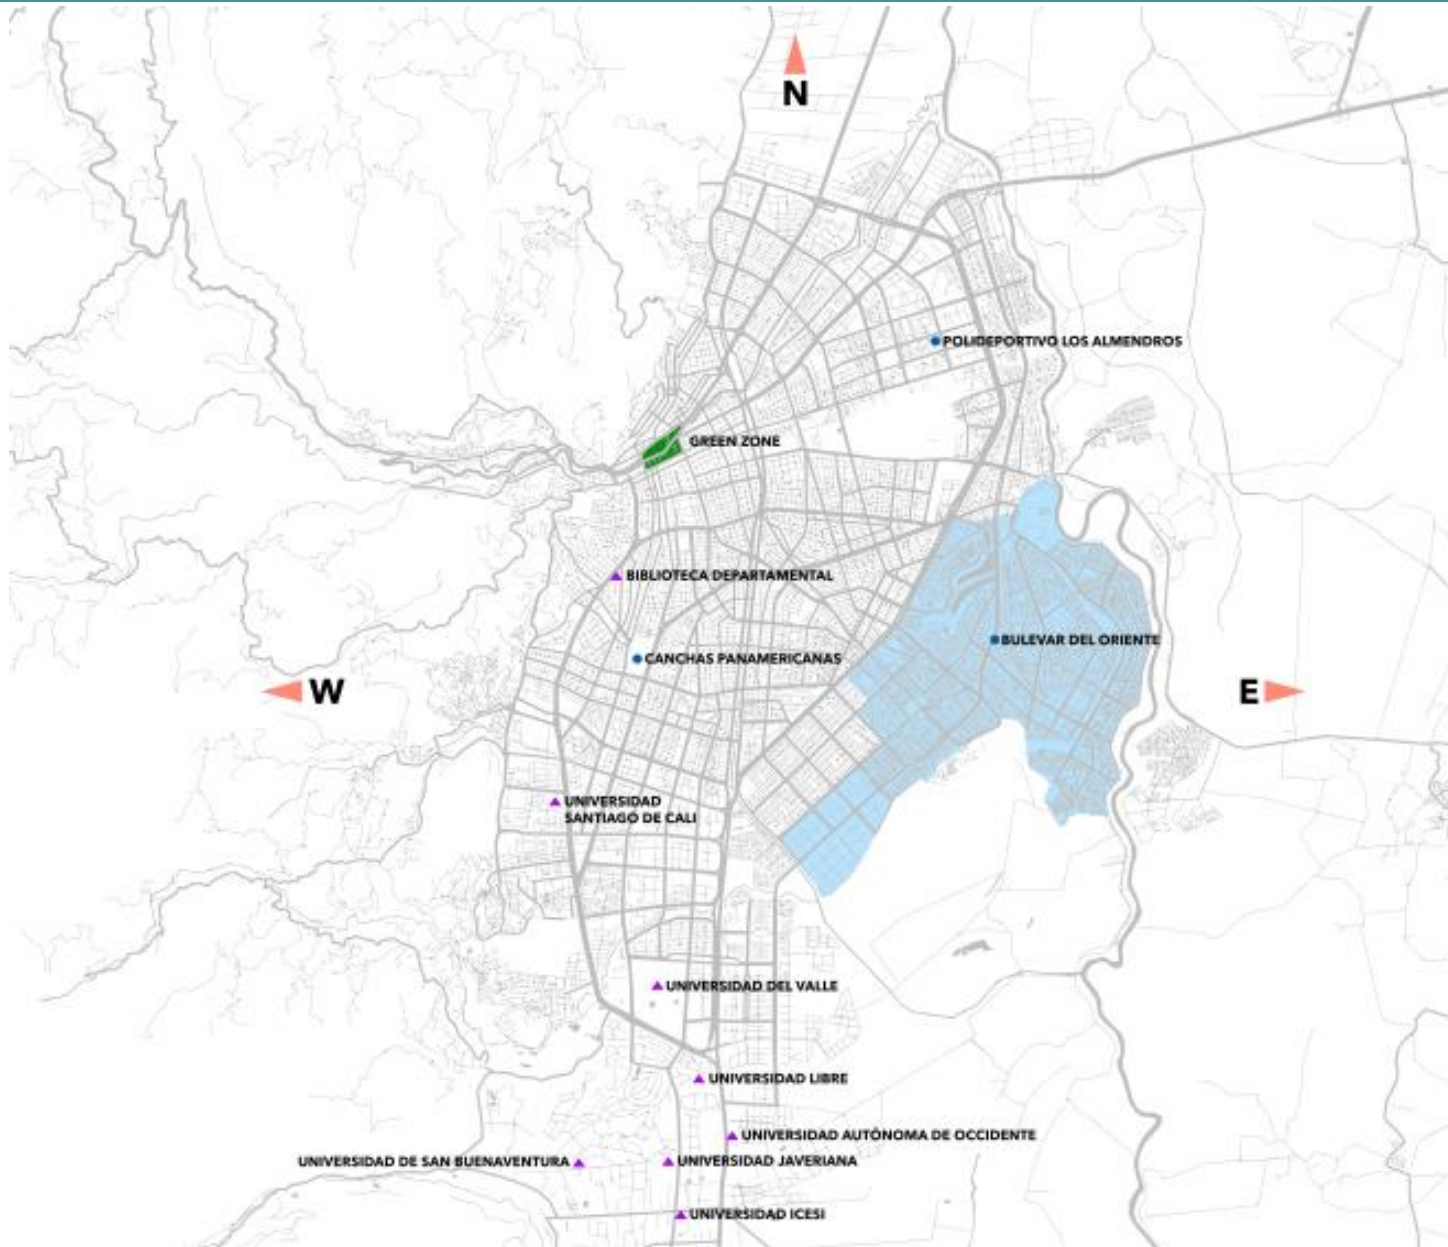 N
POLIDEPORTIVO LOS ALMENDROS
GREEN ZONE
BIBLIOTECA DEPARTAMENTAL
BULEVAR DEL ORIENTE
CANCHAS PANAMERICANAS
W
E
UNIVERSIDAD
SANTIAGO DE CALI
UNIVERSIDAD DEL VALLE
UNIVERSIDAD LIBRE
UNIVERSIDAD AUTÓNOMA DE OCCIDENTE
UNIVERSIDAD DE SAN BUENAVENTURA
UNIVERSIDAD JAVERIANA
UNIVERSIDAD ICESI